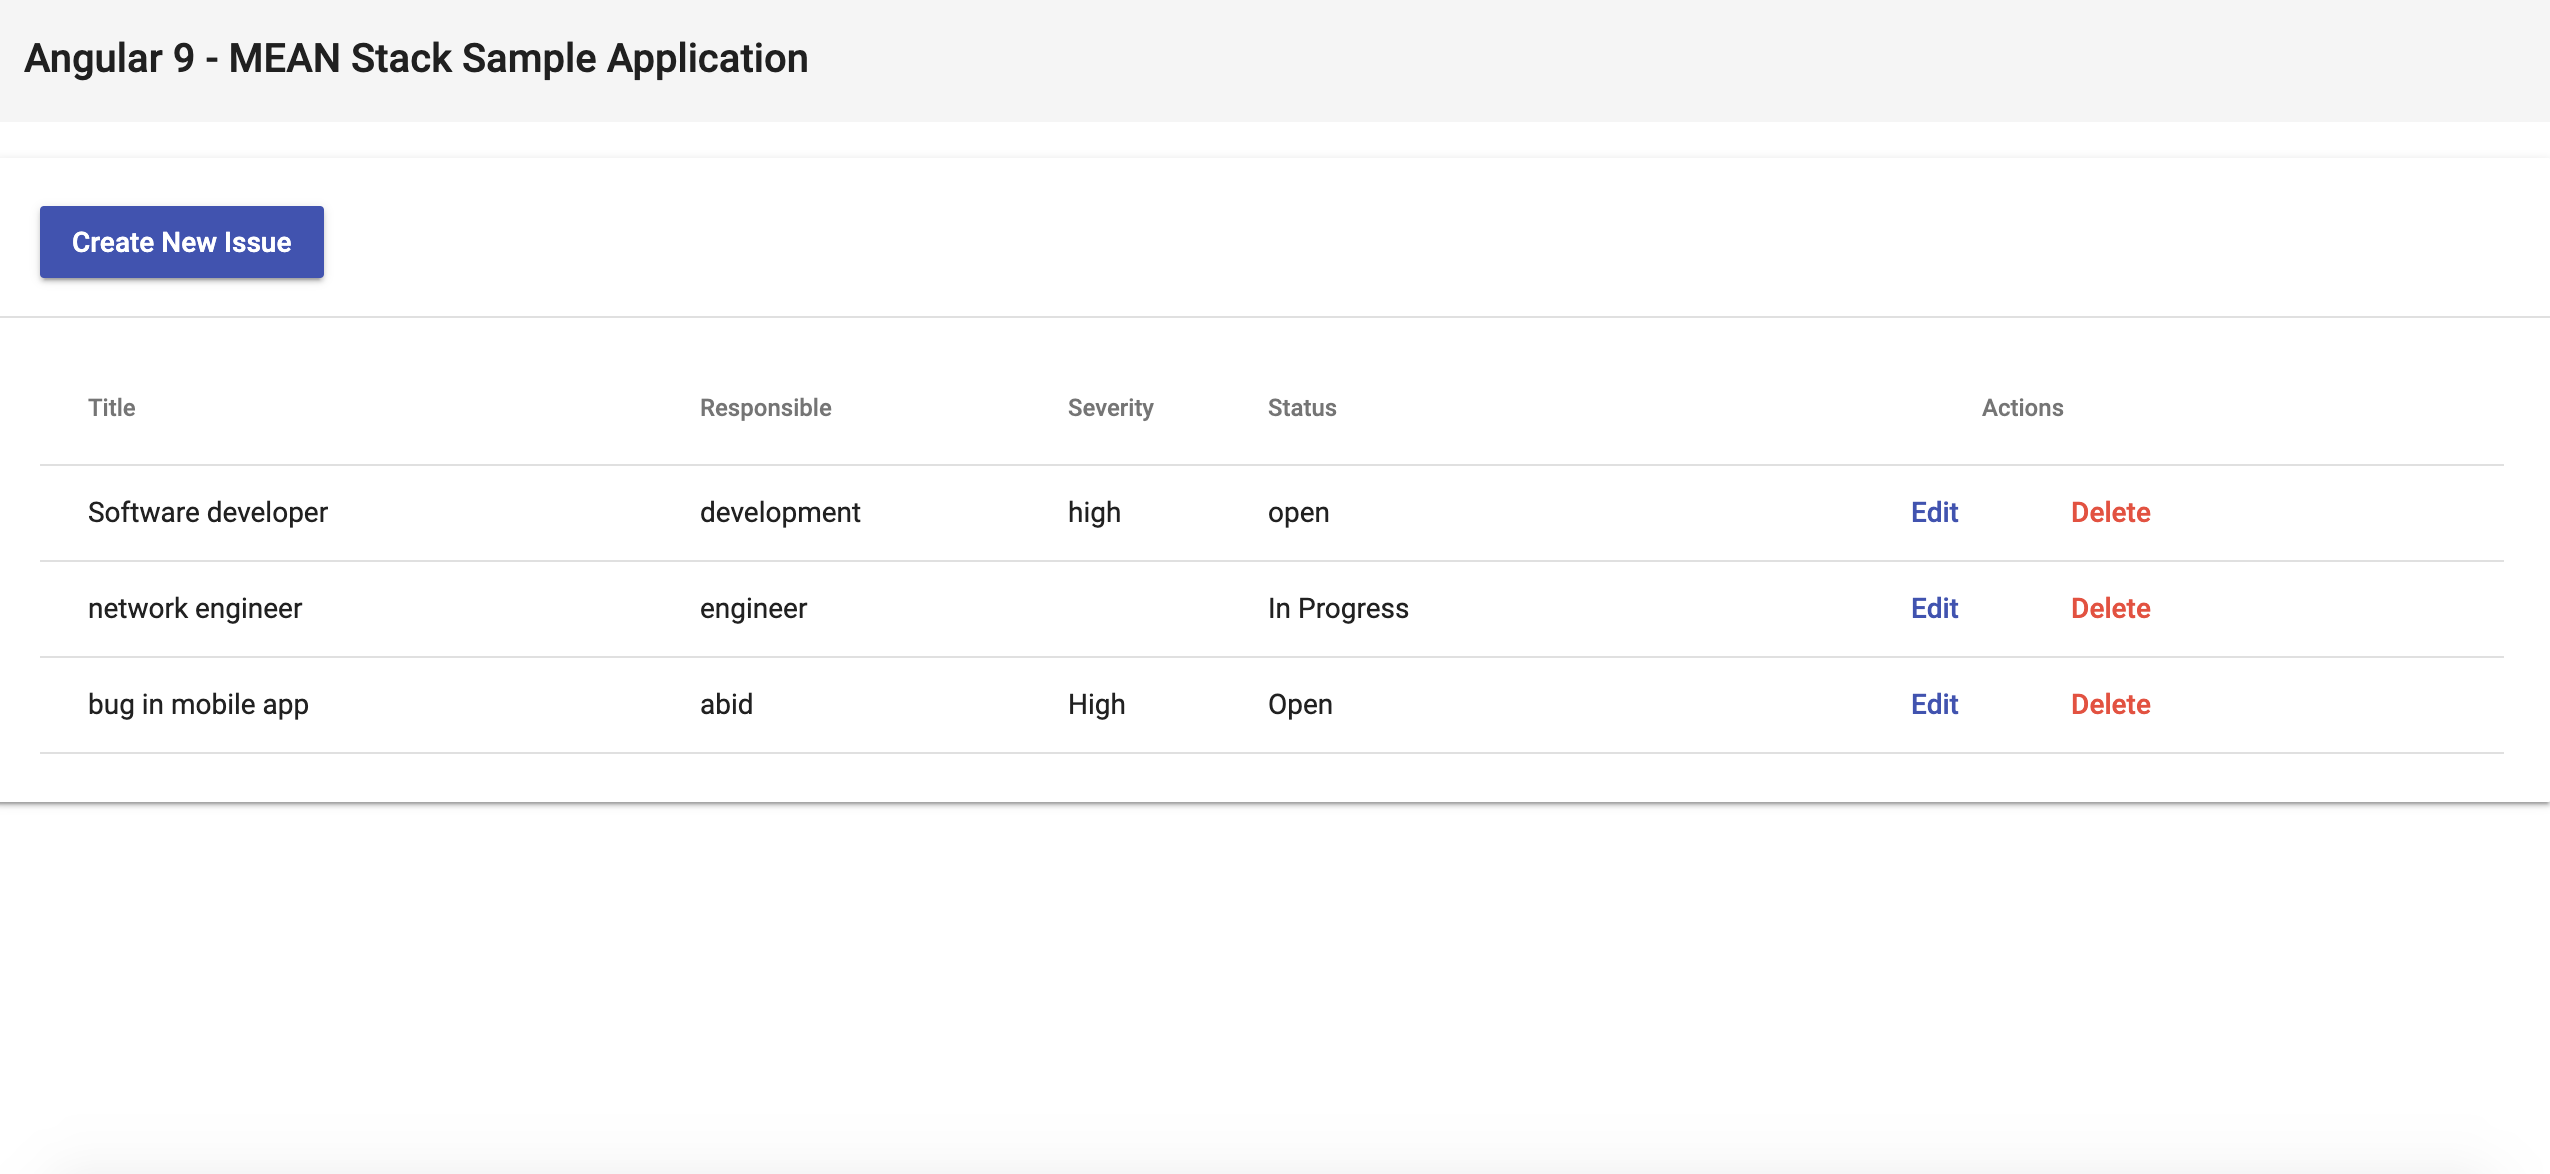 Angular 9 - MEAN Stack Sample Application
Create New Issue
Title Responsible Severity Status Actions
Software developer development high open Edit Delete
network engineer engineer In Progress Edit Delete
bug in mobile app abid High Open Edit Delete